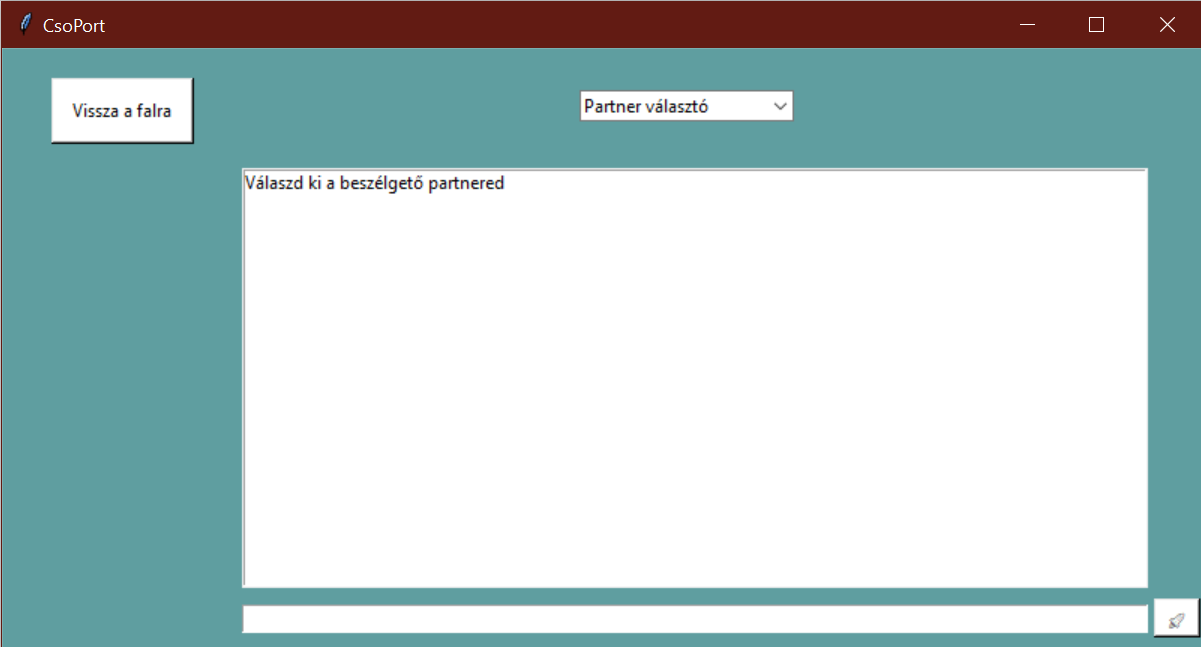 CsoPort
Vissza a falra
Partner választó
Válaszd ki a beszélgető partnered